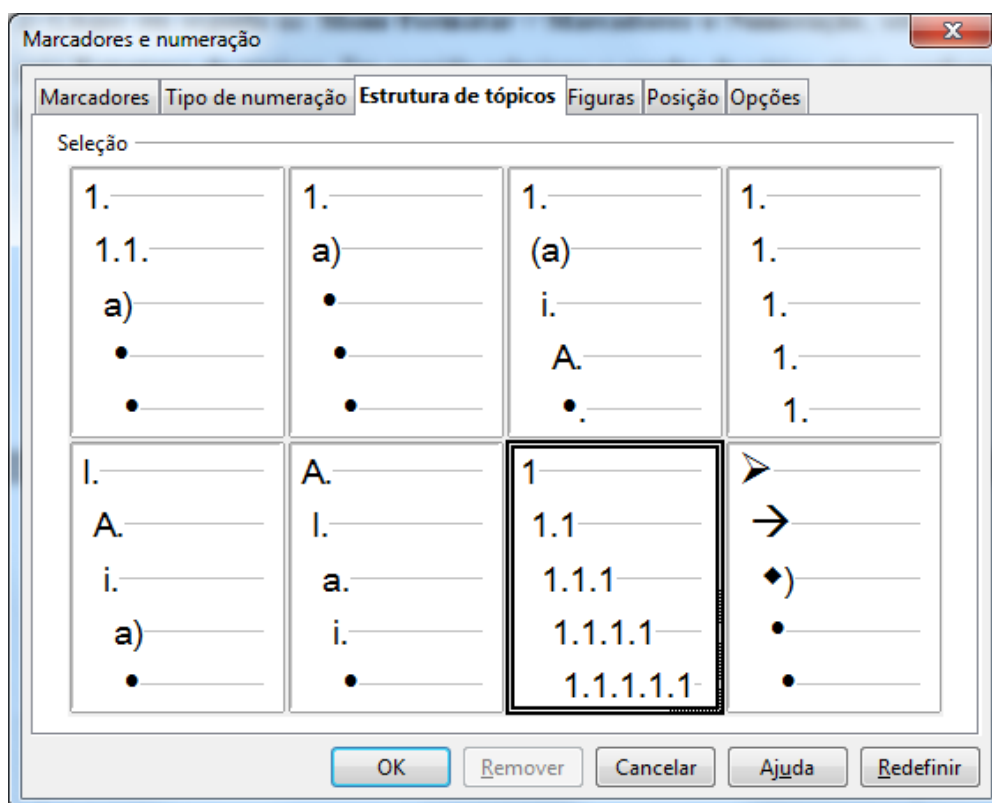 Marcadores e numeração
Marcadores Tipo de numeração Estrutura de tópicos Figuras Posição Opções
Seleção
1.
1.1.
a)
•
•
1.
a)
•
•
•
1.
(a)
i.
A.
•.
1.
1.
1.
1.
1.
I.
A.
i.
a)
•
A.
I.
a.
i.
•
1
1.1
1.1.1
1.1.1.1
1.1.1.1.1
➢
→
◆)
•
•
OK Remover Cancelar Ajuda Redefinir